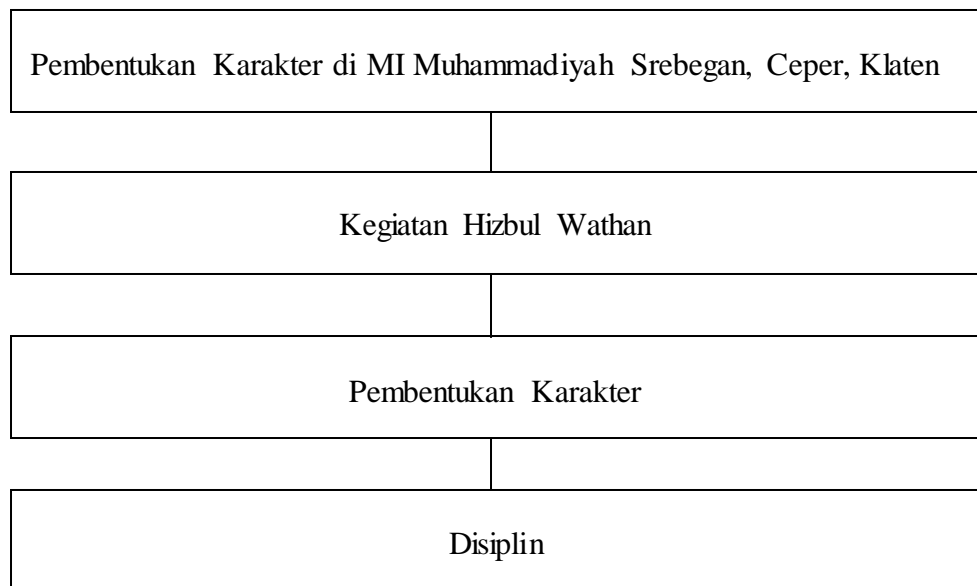 Pembentukan Karakter di MI Muhammadiyah Srebegan, Ceper, Klaten
Kegiatan Hizbul Wathan
Pembentukan Karakter
Disiplin